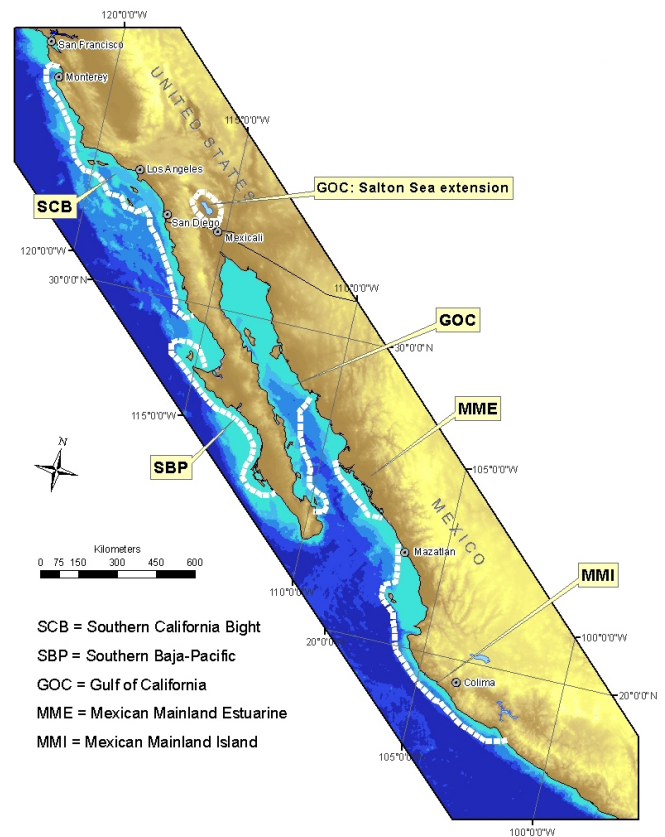 120°0'0"W
San Francisco
Monterey
UNITED STATES
115°0'0"W
Los Angeles
GOC: Salton Sea extension
SCB
San Diego
Mexicali
120°0'0"W
30°0'0"N
110°0'0"W
GOC
30°0'0"N
MME
115°0'0"W
N
SBP
105°0'0"W
MEXICO
Kilometers
0 75 150 300 450 600
Mazatlán
MMI
110°0'0"W
SCB = Southern California Bight
20°0'0"N
100°0'0"W
SBP = Southern Baja-Pacific
GOC = Gulf of California
Colima
20°0'0"N
MME = Mexican Mainland Estuarine
MMI = Mexican Mainland Island
105°0'0"W
100°0'0"W